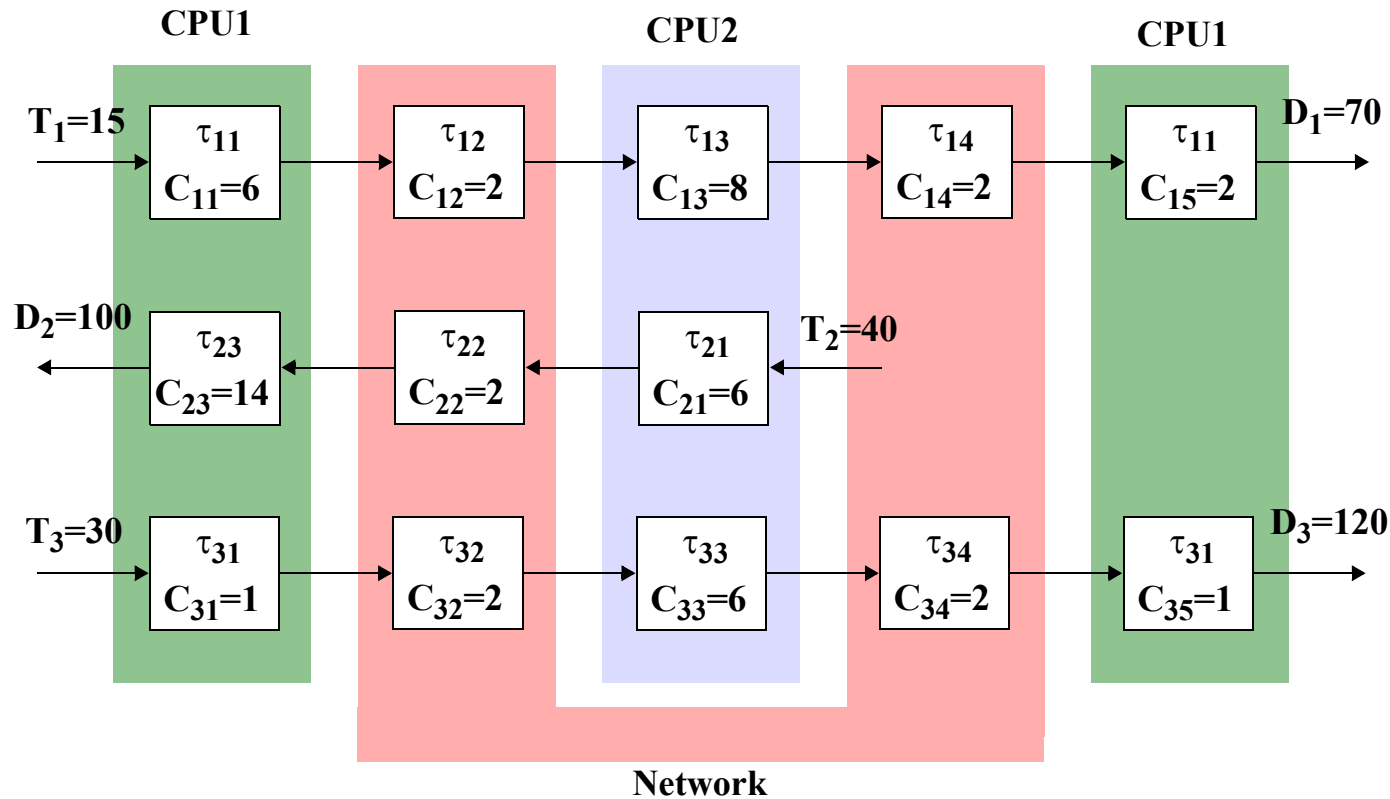 CPU1
CPU2
CPU1
T1=15
τ11
C11=6
τ12
C12=2
τ13
C13=8
τ14
C14=2
τ11
C15=2
D1=70
D2=100
τ23
C23=14
τ22
C22=2
τ21
C21=6
T2=40
T3=30
τ31
C31=1
τ32
C32=2
τ33
C33=6
τ34
C34=2
τ31
C35=1
D3=120
Network